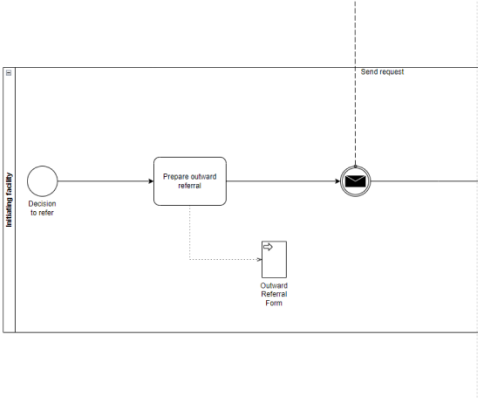 Send request
Initiating facility
Prepare outward
referral
Decision
to refer
Outward
Referral
Form